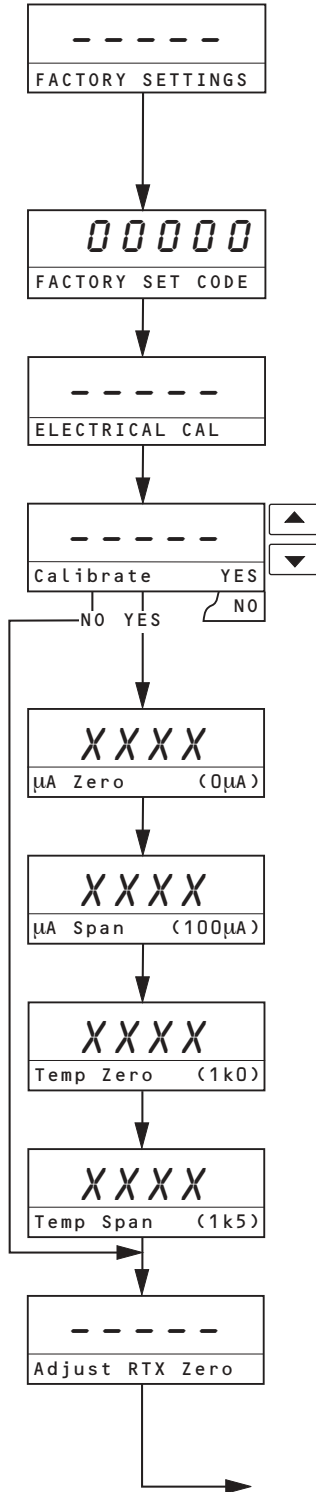 -----
FACTORY SETTINGS
00000
FACTORY SET CODE
-----
ELECTRICAL CAL
-----
Calibrate YES
NO
NO YES
XXXX
µA Zero (0µA)
XXXX
µA Span (100µA)
XXXX
Temp Zero (1k0)
XXXX
Temp Span (1k5)
-----
Adjust RTX Zero